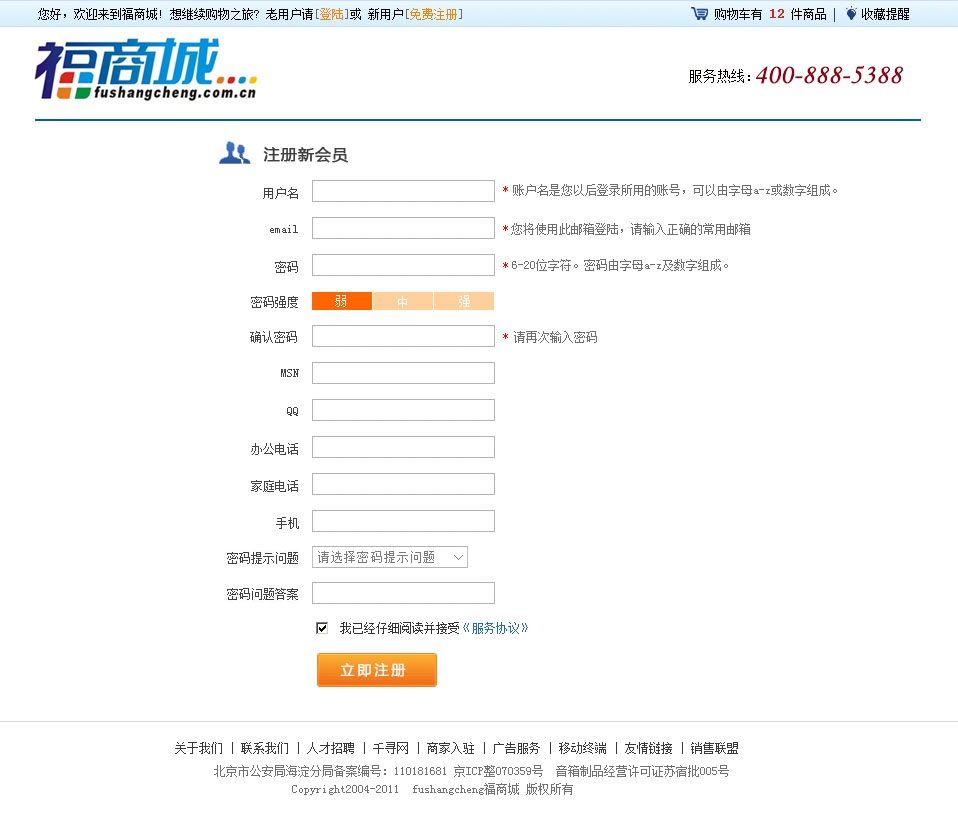 您好，欢迎来到福商城！想继续购物之旅？老用户请[登陆]或 新用户[免费注册]
购物车有 12 件商品 | 收藏提醒
福商城....
fushangcheng.com.cn
服务热线：400-888-5388
注册新会员
用户名 * 账户名是您以后登录所用的账号，可以由字母a-z或数字组成。
email *您将使用此邮箱登陆，请输入正确的常用邮箱
密码 *6-20位字符。密码由字母a-z及数字组成。
密码强度 弱 中 强
确认密码 * 请再次输入密码
MSN
QQ
办公电话
家庭电话
手机
密码提示问题 请选择密码提示问题
密码问题答案
我已经仔细阅读并接受《服务协议》
立即注册
关于我们 | 联系我们 | 人才招聘 | 千寻网 | 商家入驻 | 广告服务 | 移动终端 | 友情链接 | 销售联盟
北京市公安局海淀分局备案编号：110181681 京ICP整070359号 音箱制品经营许可证苏宿批005号
Copyright2004-2011 fushangcheng福商城 版权所有